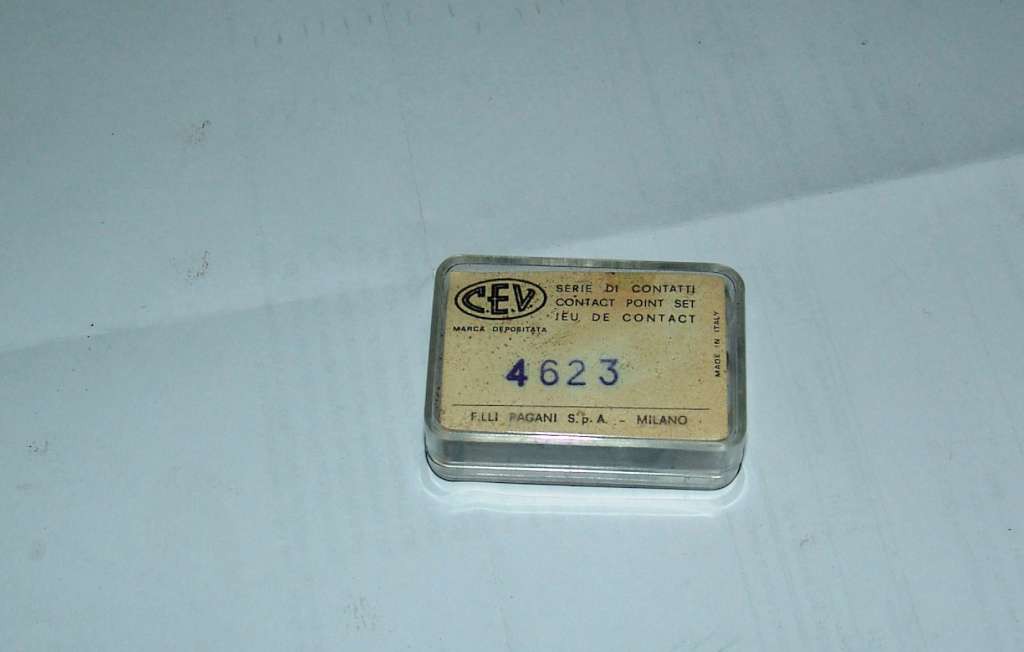 C.E.V.
MARCA DEPOSITATA
SERIE DI CONTATTI
CONTACT POINT SET
JEU DE CONTACT
MADE IN ITALY
4623
F.LLI PAGANI S.p.A. - MILANO